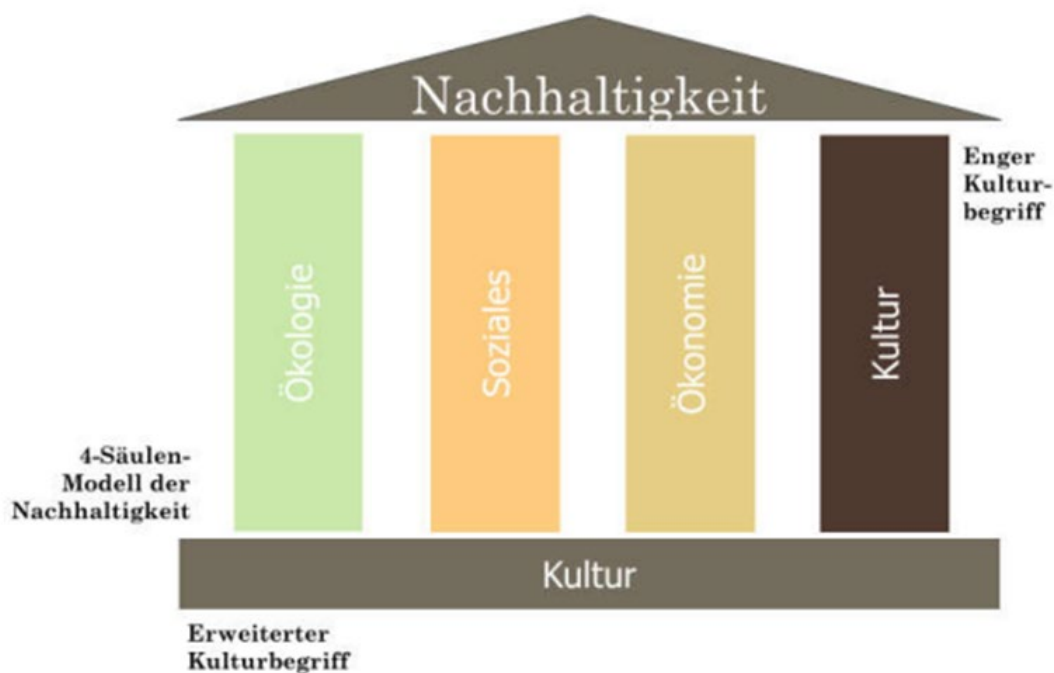 Nachhaltigkeit
Enger
Kultur-
begriff
Ökologie
Soziales
Ökonomie
Kultur
4-Säulen-
Modell der
Nachhaltigkeit
Kultur
Erweiterter
Kulturbegriff